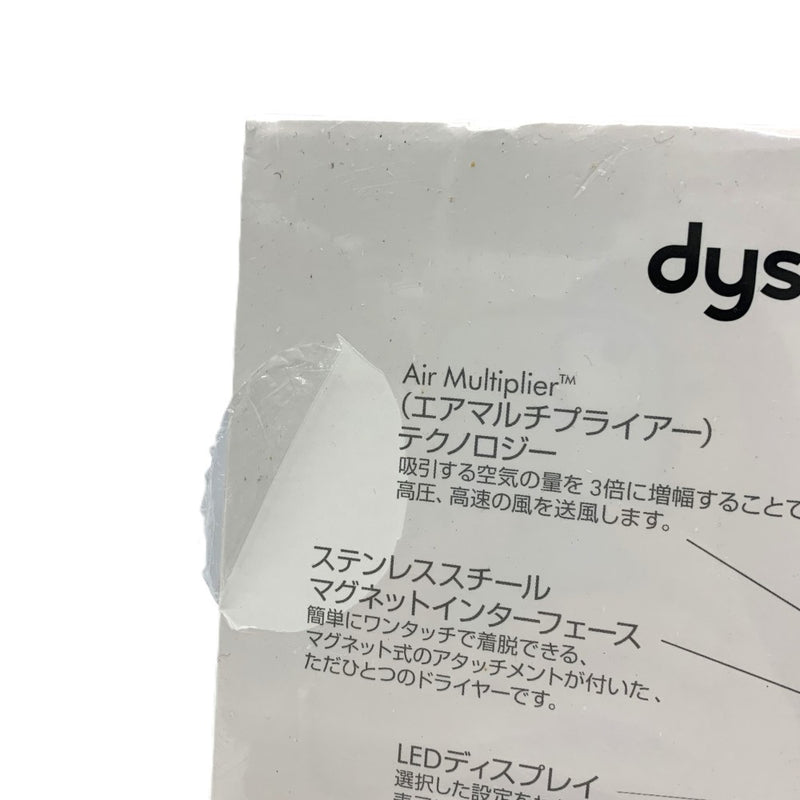 dys
Air Multiplier™
（エアマルチプライアー）
テクノロジー
吸引する空気の量を 3倍に増幅することで
高圧、高速の風を送風します。
ステンレススチール
マグネットインターフェース
簡単にワンタッチで着脱できる、
マグネット式のアタッチメントが付いた、
ただひとつのドライヤーです。
LEDディスプレイ
選択した設定を